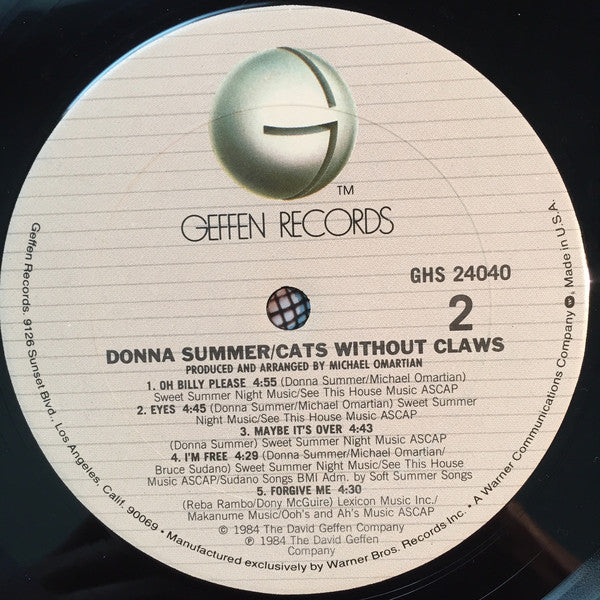 TM
GEFFEN RECORDS
GHS 24040
2
DONNA SUMMER/CATS WITHOUT CLAWS
PRODUCED AND ARRANGED BY MICHAEL OMARTIAN
1. OH BILLY PLEASE 4:55 (Donna Summer/Michael Omartian)
Sweet Summer Night Music/See This House Music ASCAP
2. EYES 4:45 (Donna Summer/Michael Omartian) Sweet Summer
Night Music/See This House Music ASCAP
3. MAYBE IT'S OVER 4:43
(Donna Summer) Sweet Summer Night Music ASCAP
4. I'M FREE 4:29 (Donna Summer/Michael Omartian/
Bruce Sudano) Sweet Summer Night Music/See This House
Music ASCAP/Sudano Songs BMI Adm. by Soft Summer Songs
5. FORGIVE ME 4:30
(Reba Rambo/Dony McGuire) Lexicon Music Inc./
Makanume Music/Ooh's and Ah's Music ASCAP
© 1984 The David Geffen Company
℗ 1984 The David Geffen
Company
Geffen Records, 9126 Sunset Blvd., Los Angeles, Calif. 90069 • Manufactured exclusively by Warner Bros. Records Inc. • A Warner Communications Company, Made in U.S.A.